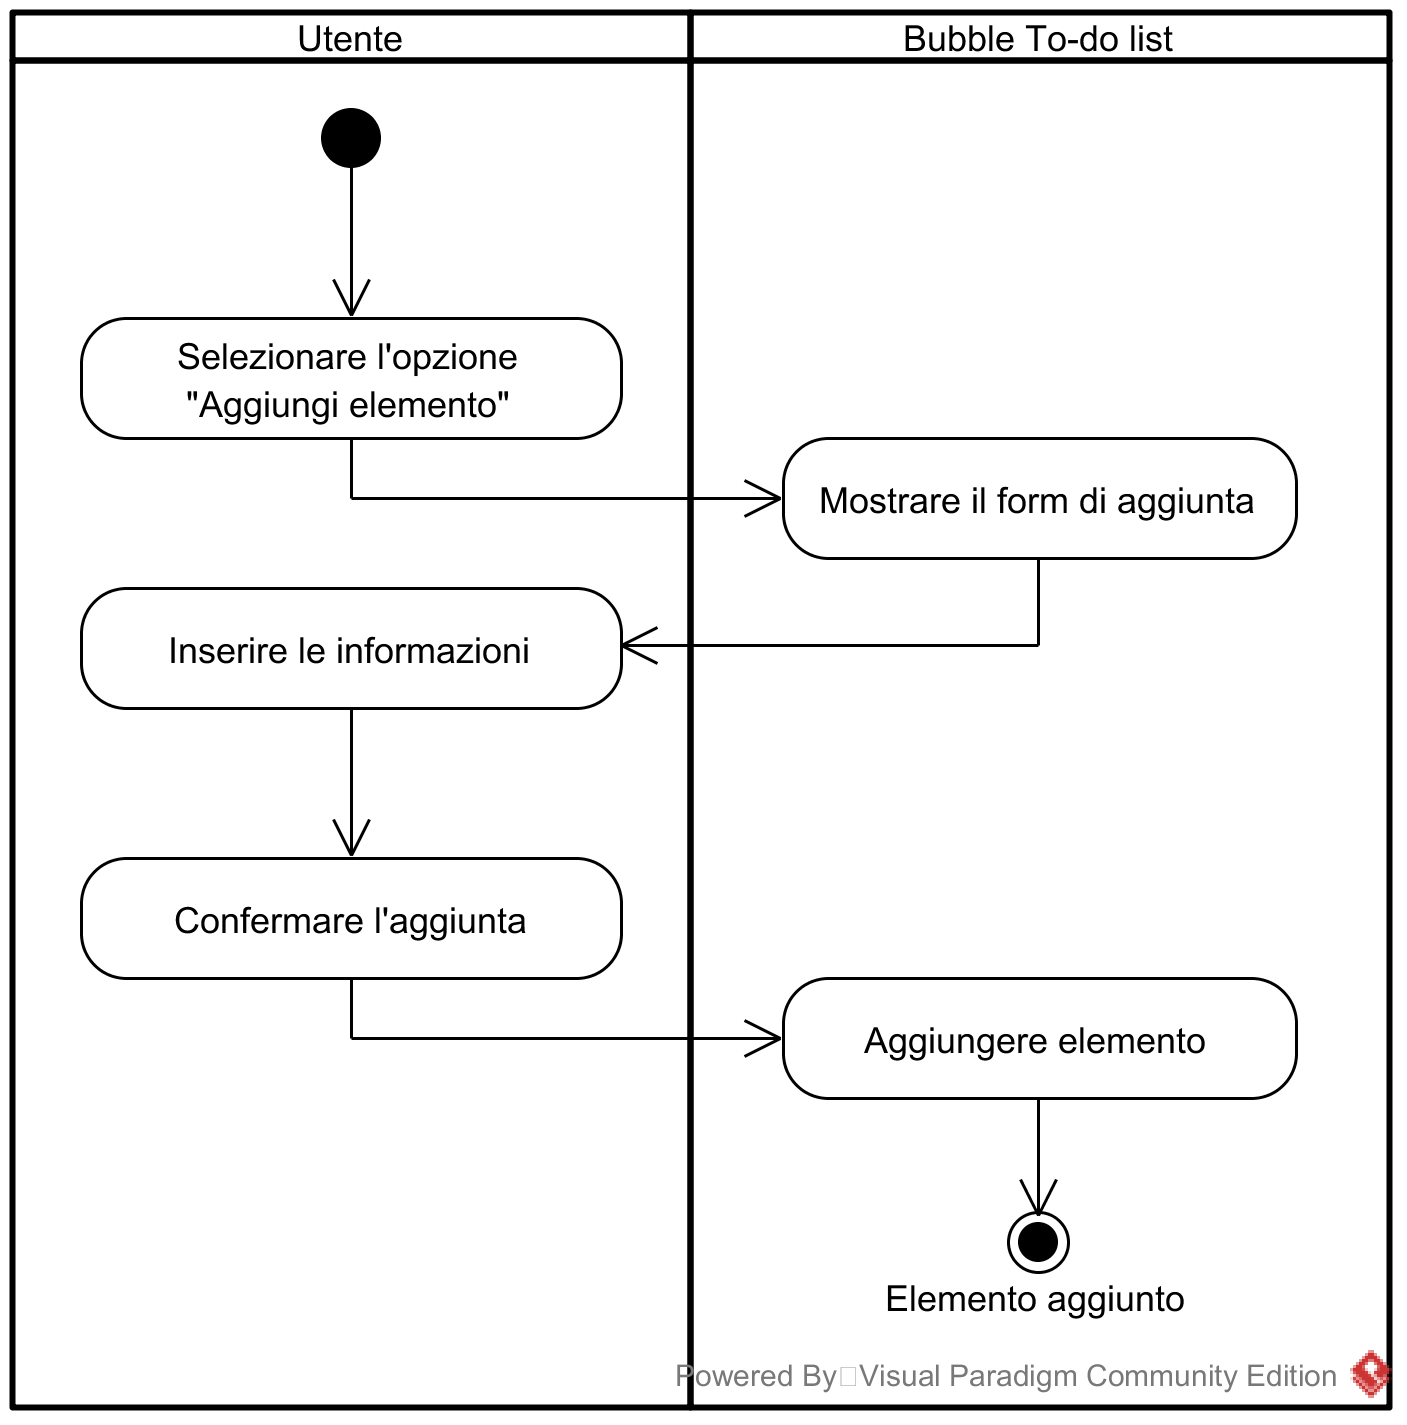 Utente
Bubble To-do list
Selezionare l'opzione
"Aggiungi elemento"
Mostrare il form di aggiunta
Inserire le informazioni
Confermare l'aggiunta
Aggiungere elemento
Elemento aggiunto
Powered By Visual Paradigm Community Edition